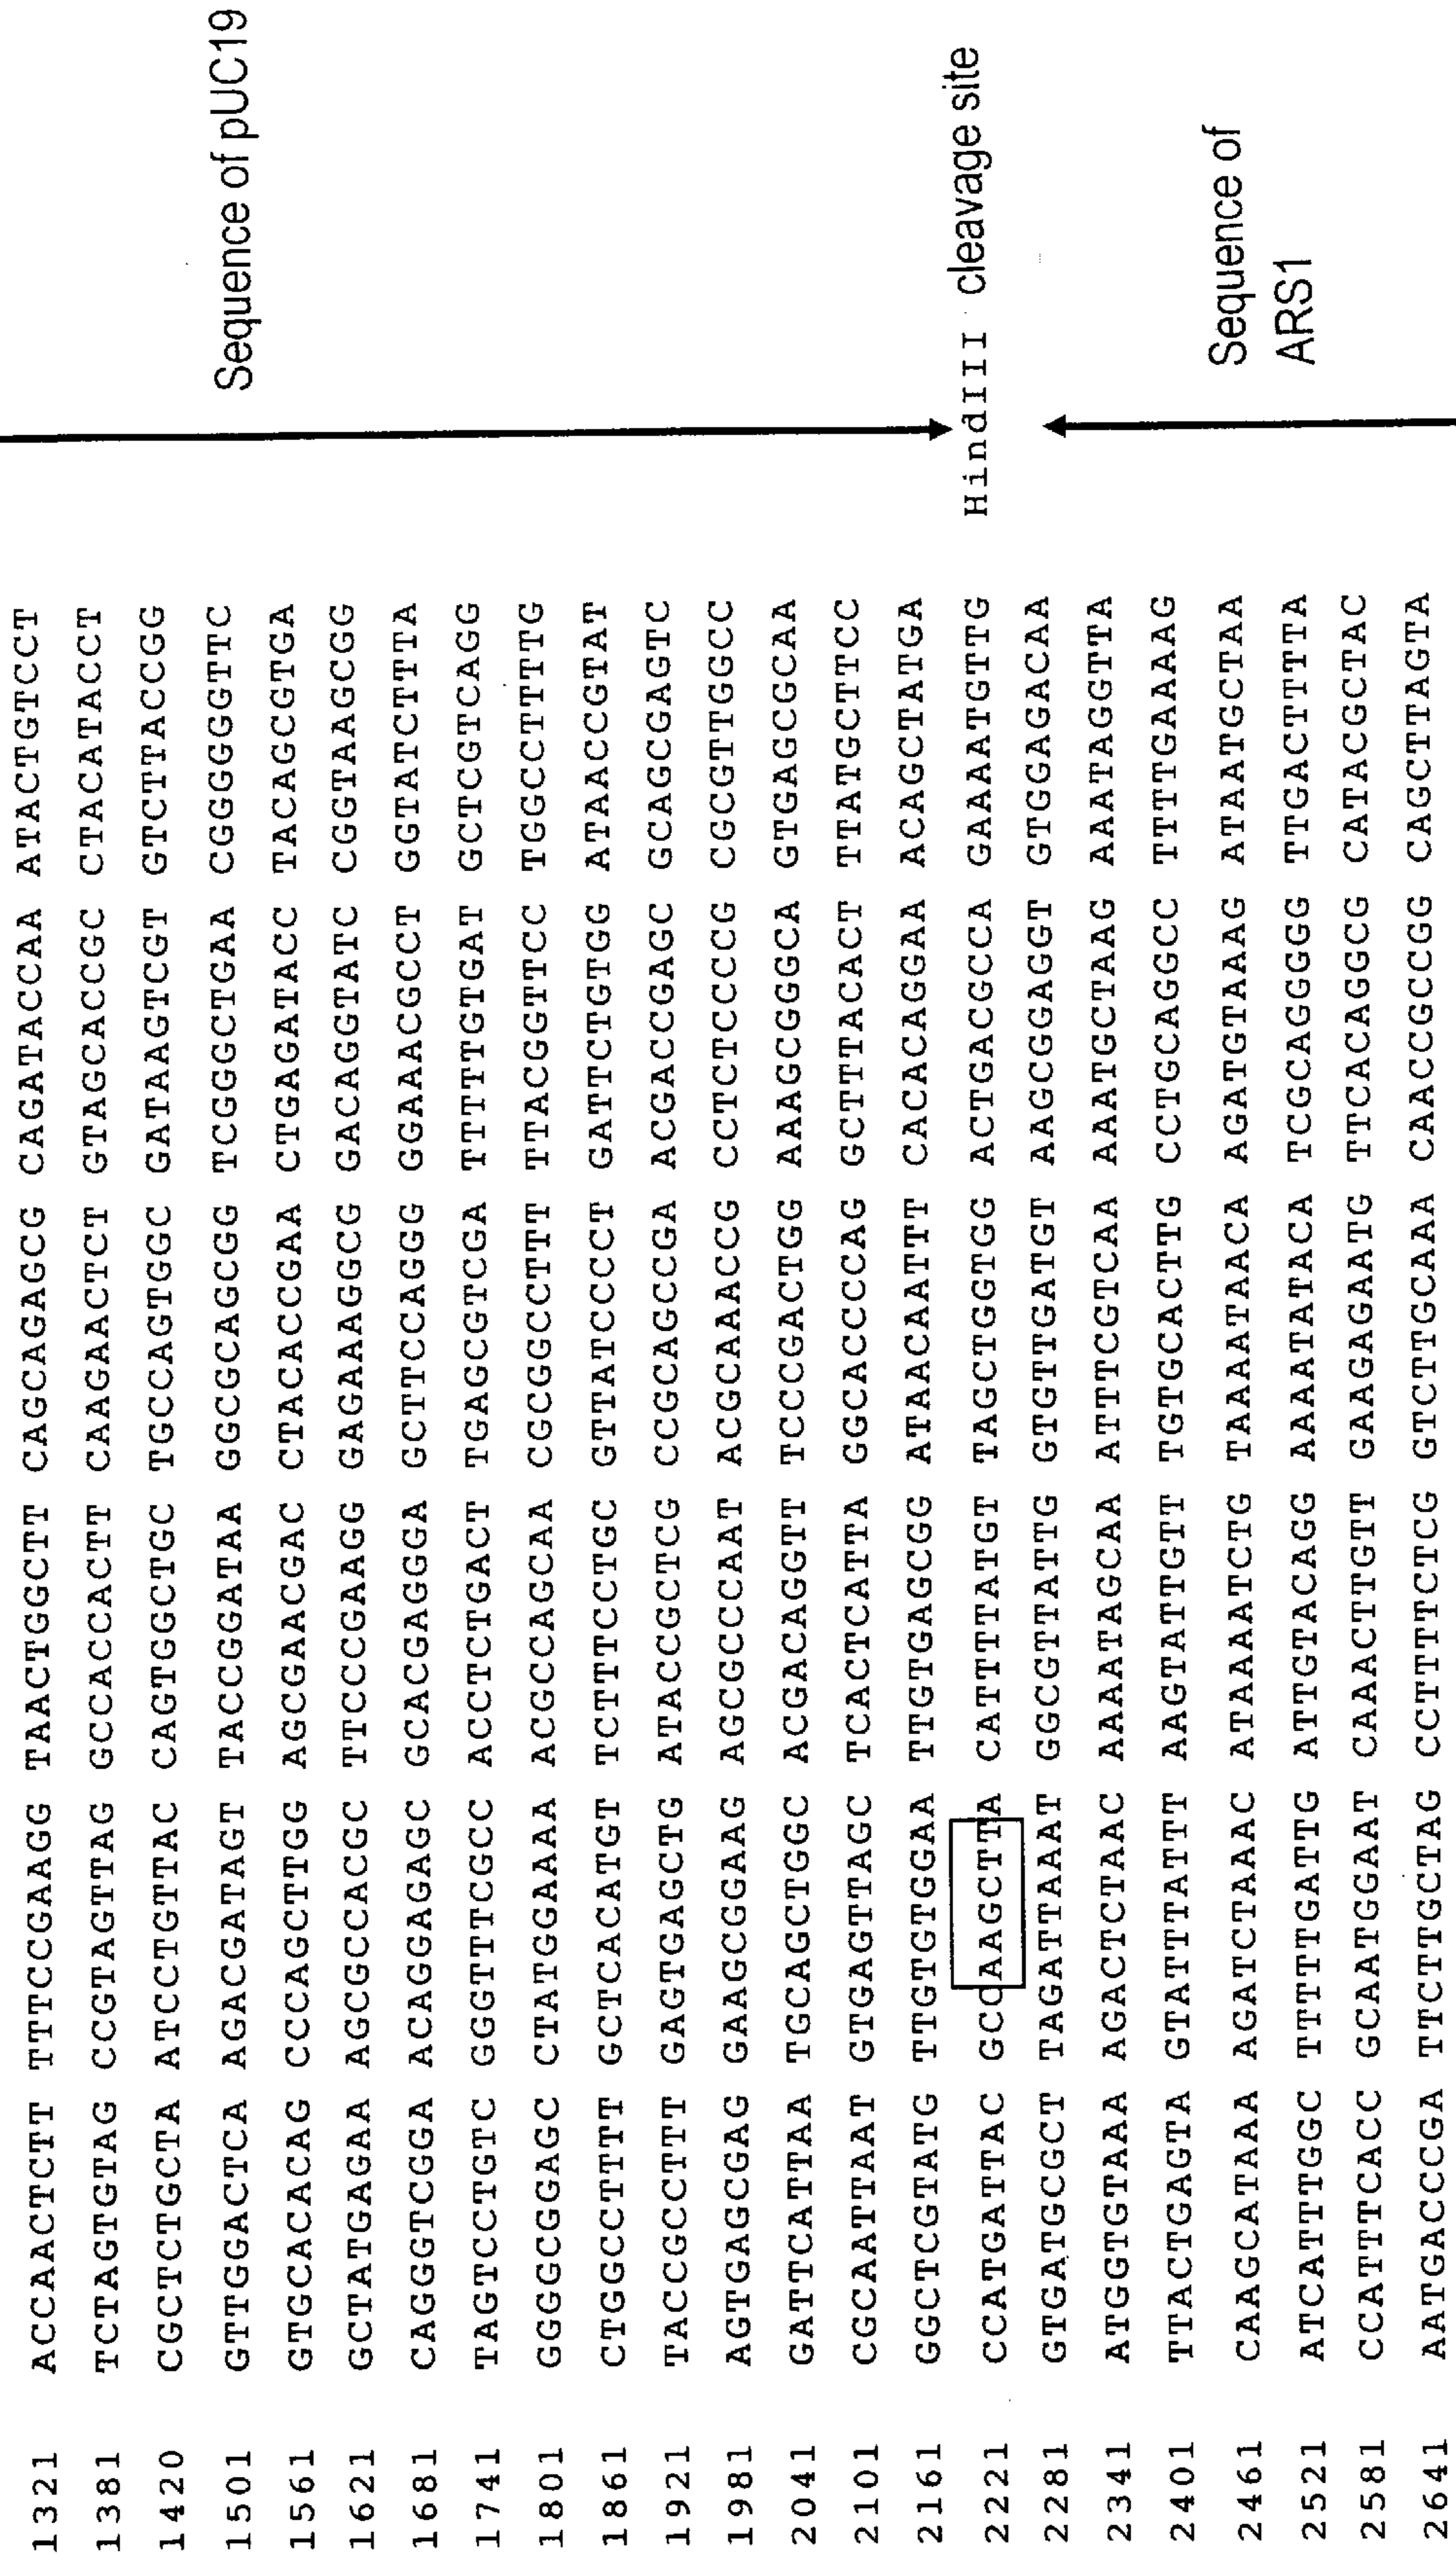 1321 ACCAACTCTT TTTCCGAAGG TAACTGGCTT CAGCAGAGCG CAGATACCAA ATACTGTCCT
1381 TCTAGTGTAG CCGTAGTTAG GCCACCACTT CAAGAACTCT GTAGCACCGC CTACATACCT
1420 CGCTCTGCTA ATCCTGTTAC CAGTGGCTGC TGCCAGTGGC GATAAGTCGT GTCTTACCGG
1501 GTTGGACTCA AGACGATAGT TACCGGATAA GGCGCAGCGG TCGGGCTGAA CGGGGGGTTC
1561 GTGCACACAG CCCAGCTTGG AGCGAACGAC CTACACCGAA CTGAGATACC TACAGCGTGA
1621 GCTATGAGAA AGCGCCACGC TTCCCGAAGG GAGAAAGGCG GACAGGTATC CGGTAAGCGG
1681 CAGGGTCGGA ACAGGAGAGC GCACGAGGGA GCTTCCAGGG GGAAACGCCT GGTATCTTTA
1741 TAGTCCTGTC GGGTTTCGCC ACCTCTGACT TGAGCGTCGA TTTTTGTGAT GCTCGTCAGG
1801 GGGGCGGAGC CTATGGAAAA ACGCCAGCAA CGCGGCCTTT TTACGGTTCC TGGCCTTTTG
1861 CTGGCCTTTT GCTCACATGT TCTTTCCTGC GTTATCCCCT GATTCTGTGG ATAACCGTAT
1921 TACCGCCTTT GAGTGAGCTG ATACCGCTCG CCGCAGCCGA ACGACCGAGC GCAGCGAGTC
1981 AGTGAGCGAG GAAGCGGAAG AGCGCCCAAT ACGCAAACCG CCTCTCCCCG CGCGTTGGCC
2041 GATTCATTAA TGCAGCTGGC ACGACAGGTT TCCCGACTGG AAAGCGGGCA GTGAGCGCAA
2101 CGCAATTAAT GTGAGTTAGC TCACTCATTA GGCACCCCAG GCTTTACACT TTATGCTTCC
2161 GGCTCGTATG TTGTGTGGAA TTGTGAGCGG ATAACAATTT CACACAGGAA ACAGCTATGA
2221 CCATGATTAC GCCAAGCTTA CATTTTATGT TAGCTGGTGG ACTGACGCCA GAAAATGTTG
2281 GTGATGCGCT TAGATTAAAT GGCGTTATTG GTGTTGATGT AAGCGGAGGT GTGGAGACAA
2341 ATGGTGTAAA AGACTCTAAC AAAATAGCAA ATTTCGTCAA AAATGCTAAG AAATAGGTTA
2401 TTACTGAGTA GTATTTATTT AAGTATTGTT TGTGCACTTG CCTGCAGGCC TTTTGAAAAG
2461 CAAGCATAAA AGATCTAAAC ATAAAATCTG TAAAATAACA AGATGTAAAG ATAATGCTAA
2521 ATCATTTGGC TTTTTGATTG ATTGTACAGG AAAATATACA TCGCAGGGGG TTGACTTTTA
2581 CCATTTCACC GCAATGGAAT CAAACTTGTT GAAGAGAATG TTCACAGGCG CATACGCTAC
2641 AATGACCCGA TTCTTGCTAG CCTTTTCTCG GTCTTGCAAA CAACCGCCGG CAGCTTAGTA
Sequence of pUC19
HindIII cleavage site
Sequence of
ARS1